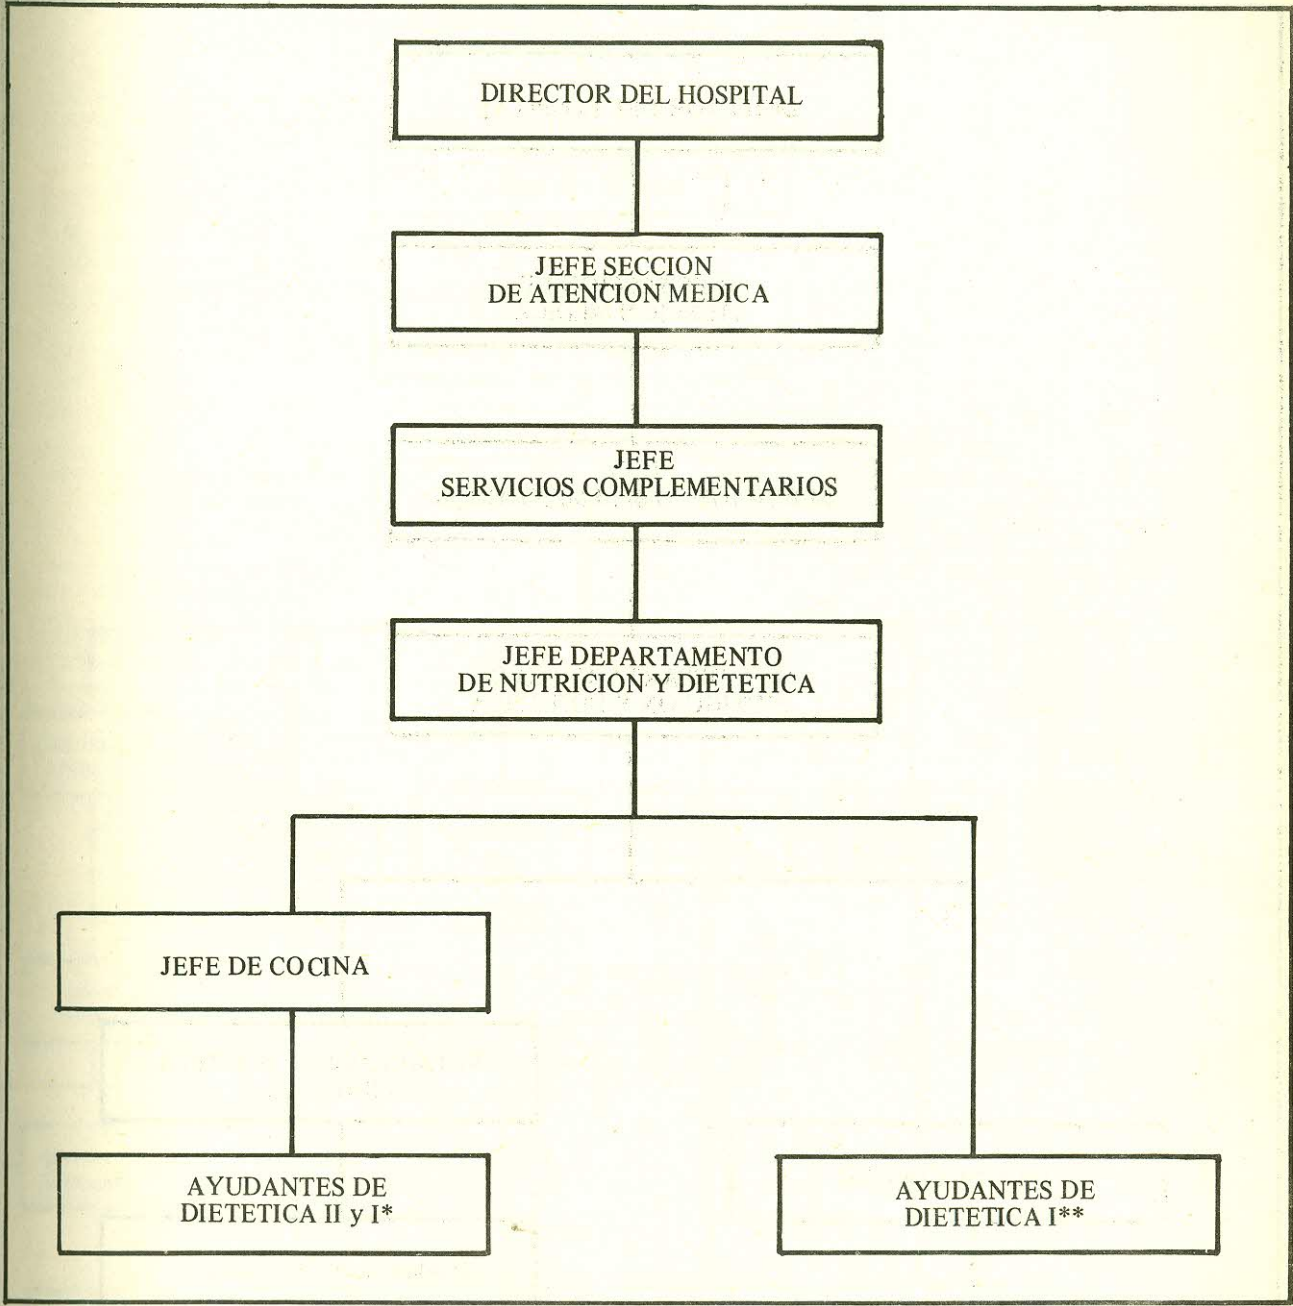 DIRECTOR DEL HOSPITAL
JEFE SECCION
DE ATENCION MEDICA
JEFE
SERVICIOS COMPLEMENTARIOS
JEFE DEPARTAMENTO
DE NUTRICION Y DIETETICA
JEFE DE COCINA
AYUDANTES DE
DIETETICA II y I*
AYUDANTES DE
DIETETICA I**